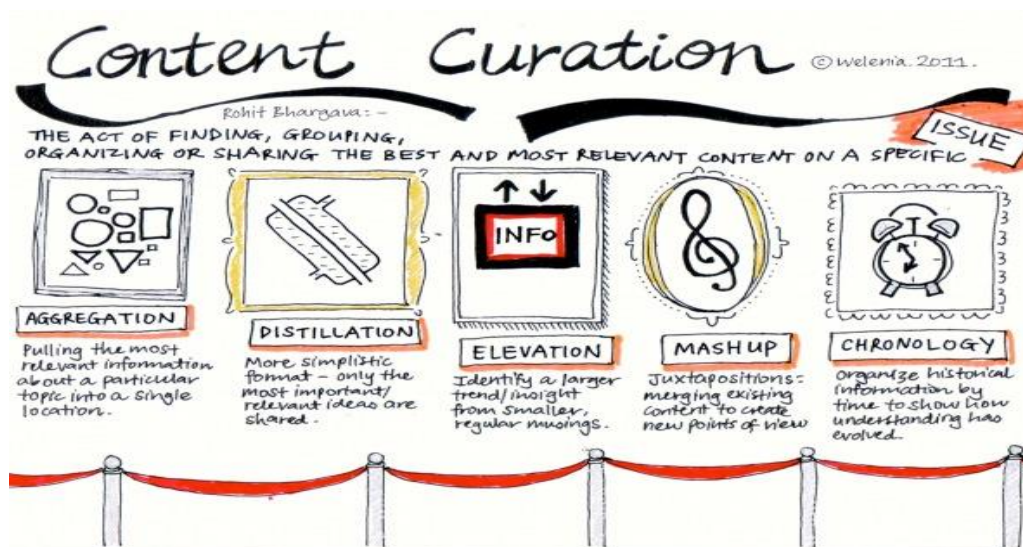 Content Curation
© Welenia. 2011.
Rohit Bhargava: -
THE ACT OF FINDING, GROUPING,
ORGANIZING OR SHARING THE BEST AND MOST RELEVANT CONTENT ON A SPECIFIC
ISSUE
INFO
AGGREGATION
Pulling the most
relevant information
about a particular
topic into a single
location.
DISTILLATION
More simplistic
format - only the
most important/
relevant ideas are
shared.
ELEVATION
Identify a larger
trend/insight
from smaller,
regular musings.
MASHUP
Juxtapositions:
merging existing
content to create
new points of view
CHRONOLOGY
Organize historical
information by
time to show how
understanding has
evolved.